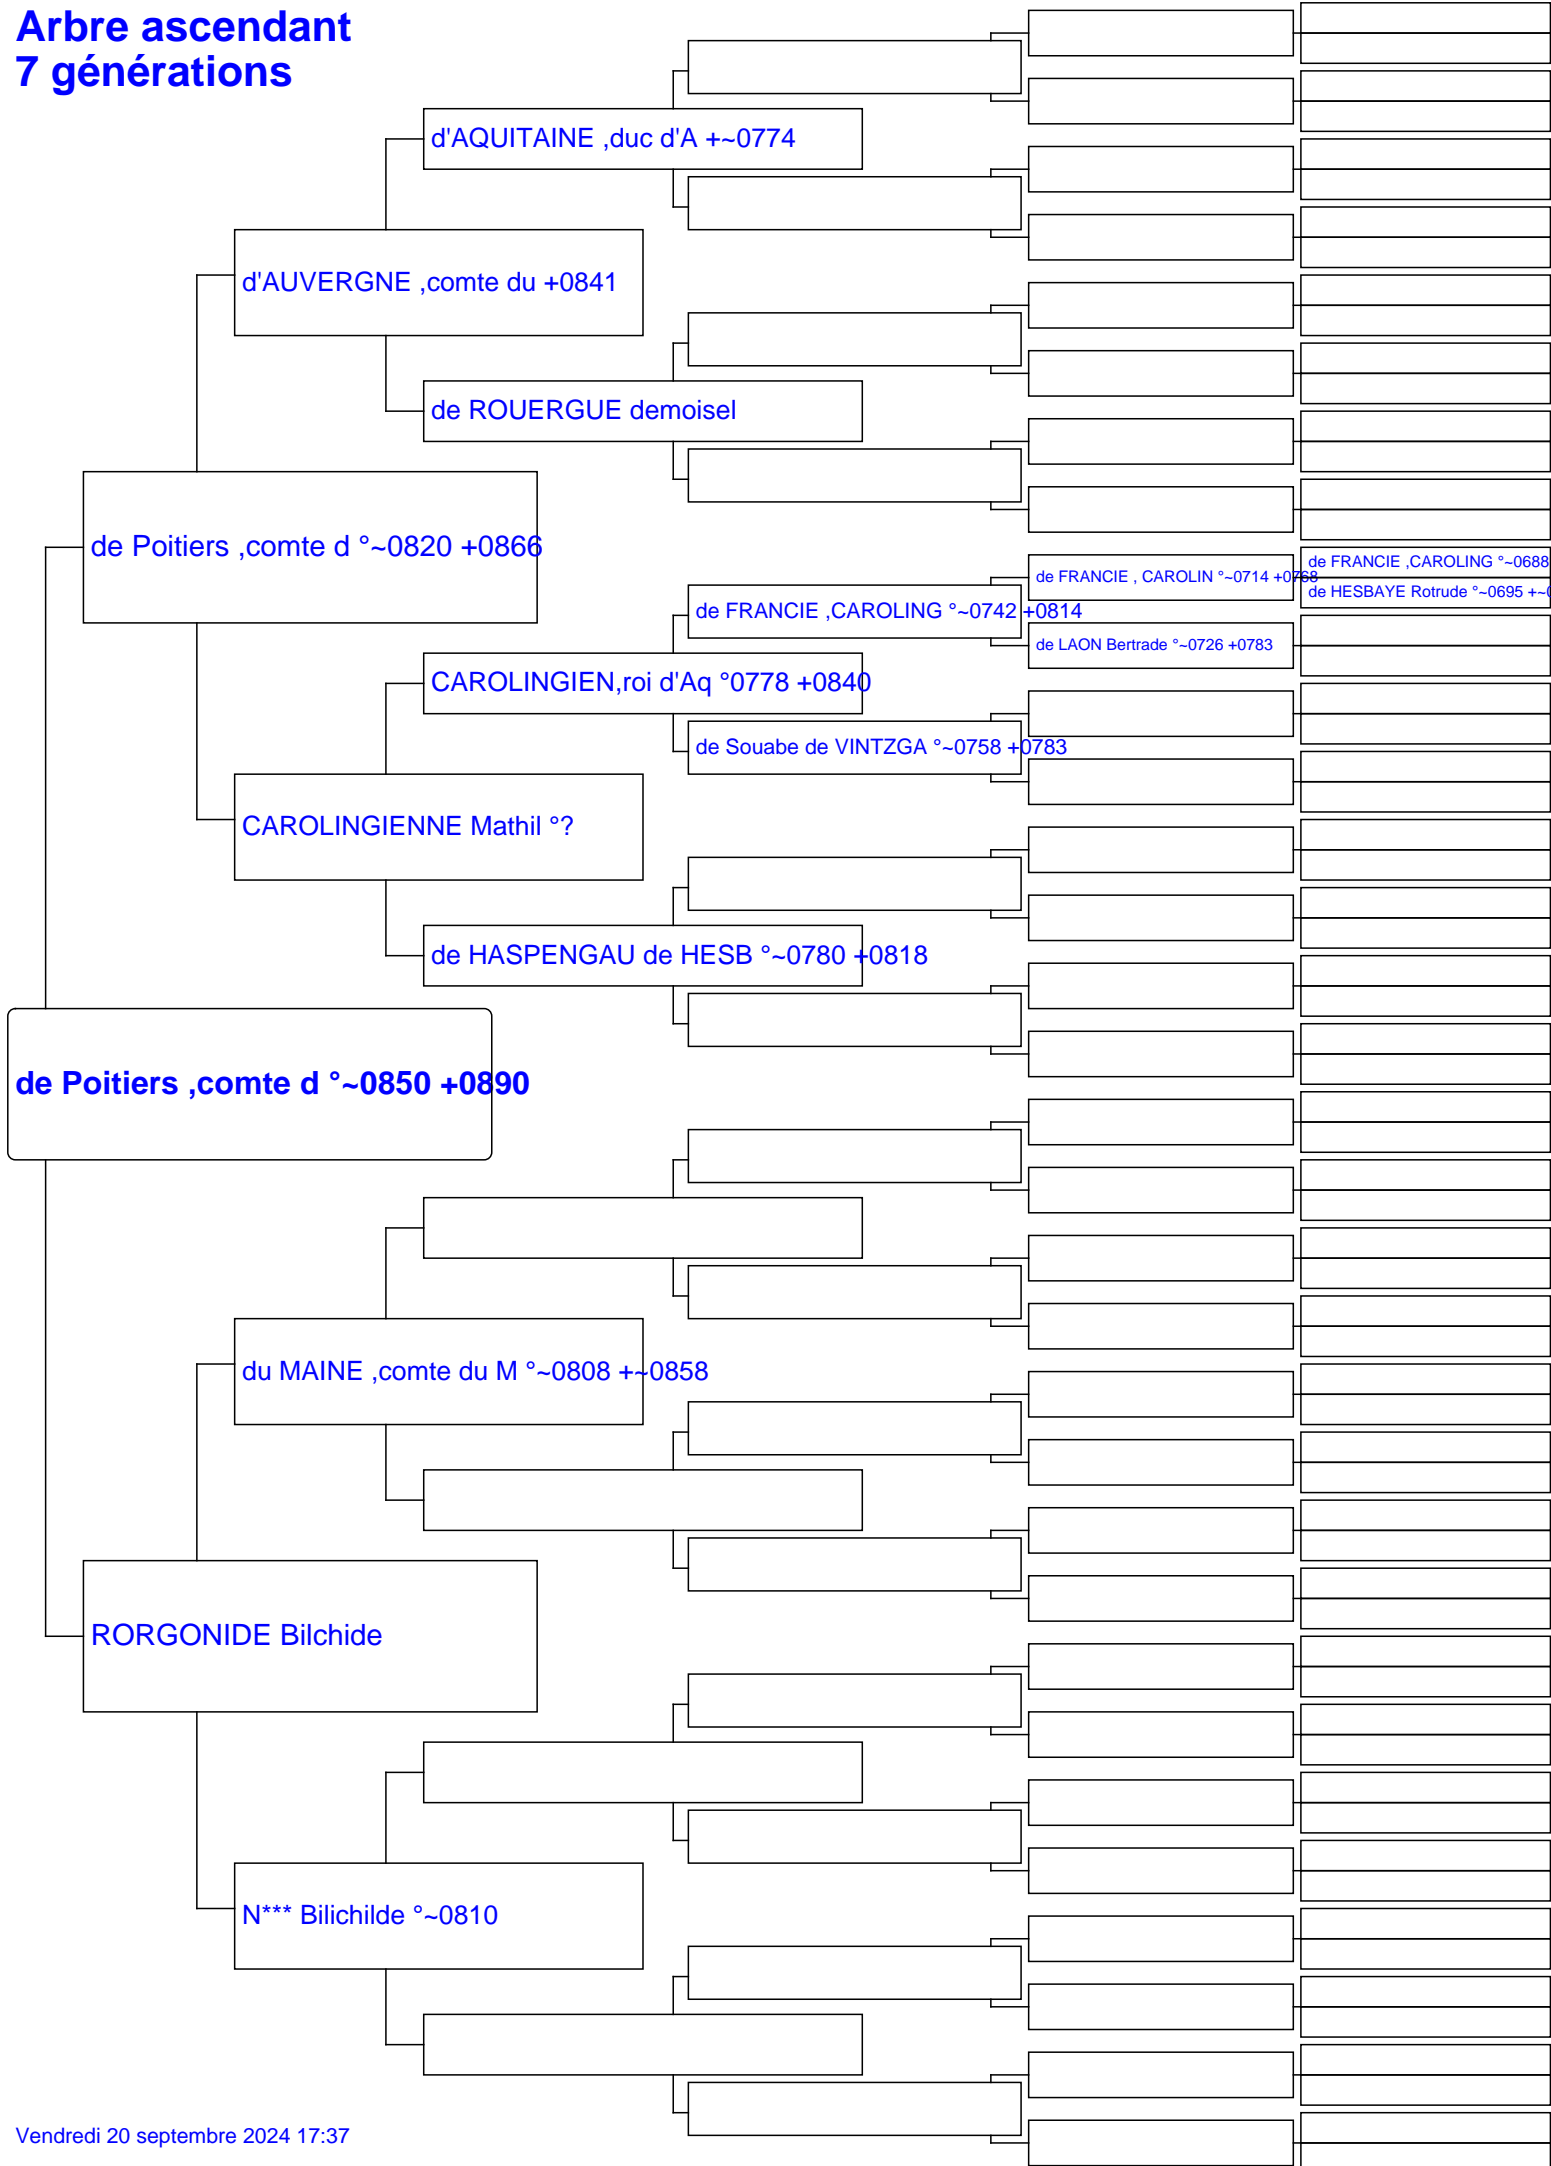 Arbre ascendant
7 générations
d'AQUITAINE ,duc d'A +~0774
d'AUVERGNE ,comte du +0841
de ROUERGUE demoisel
de Poitiers ,comte d °~0820 +0866
de FRANCIE , CAROLIN °~0714 +0768
de FRANCIE ,CAROLING °~0688
de HESBAYE Rotrude °~0695 +~0
de FRANCIE ,CAROLING °~0742 +0814
de LAON Bertrade °~0726 +0783
CAROLINGIEN,roi d'Aq °0778 +0840
de Souabe de VINTZGA °~0758 +0783
CAROLINGIENNE Mathil °?
de HASPENGAU de HESB °~0780 +0818
de Poitiers ,comte d °~0850 +0890
du MAINE ,comte du M °~0808 +~0858
RORGONIDE Bilchide
N*** Bilichilde °~0810
Vendredi 20 septembre 2024 17:37